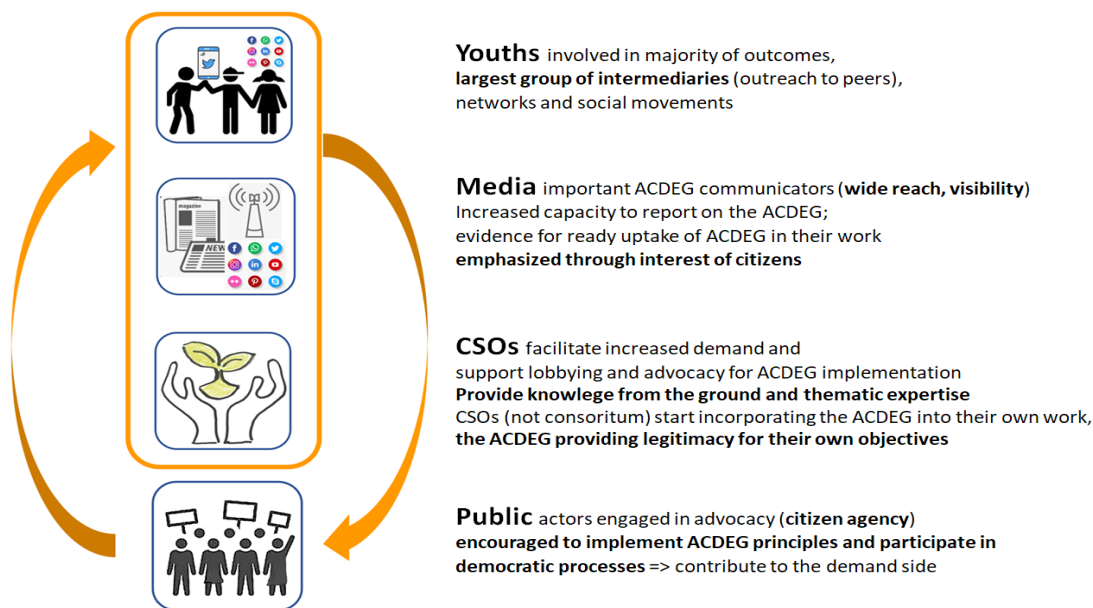 Youths involved in majority of outcomes,
largest group of intermediaries (outreach to peers),
networks and social movements
magazine
NEW
Media important ACDEG communicators (wide reach, visibility)
Increased capacity to report on the ACDEG;
evidence for ready uptake of ACDEG in their work
emphasized through interest of citizens
CSOs facilitate increased demand and
support lobbying and advocacy for ACDEG implementation
Provide knowlege from the ground and thematic expertise
CSOs (not consoritum) start incorporating the ACDEG into their own work,
the ACDEG providing legitimacy for their own objectives
Public actors engaged in advocacy (citizen agency)
encouraged to implement ACDEG principles and participate in
democratic processes => contribute to the demand side